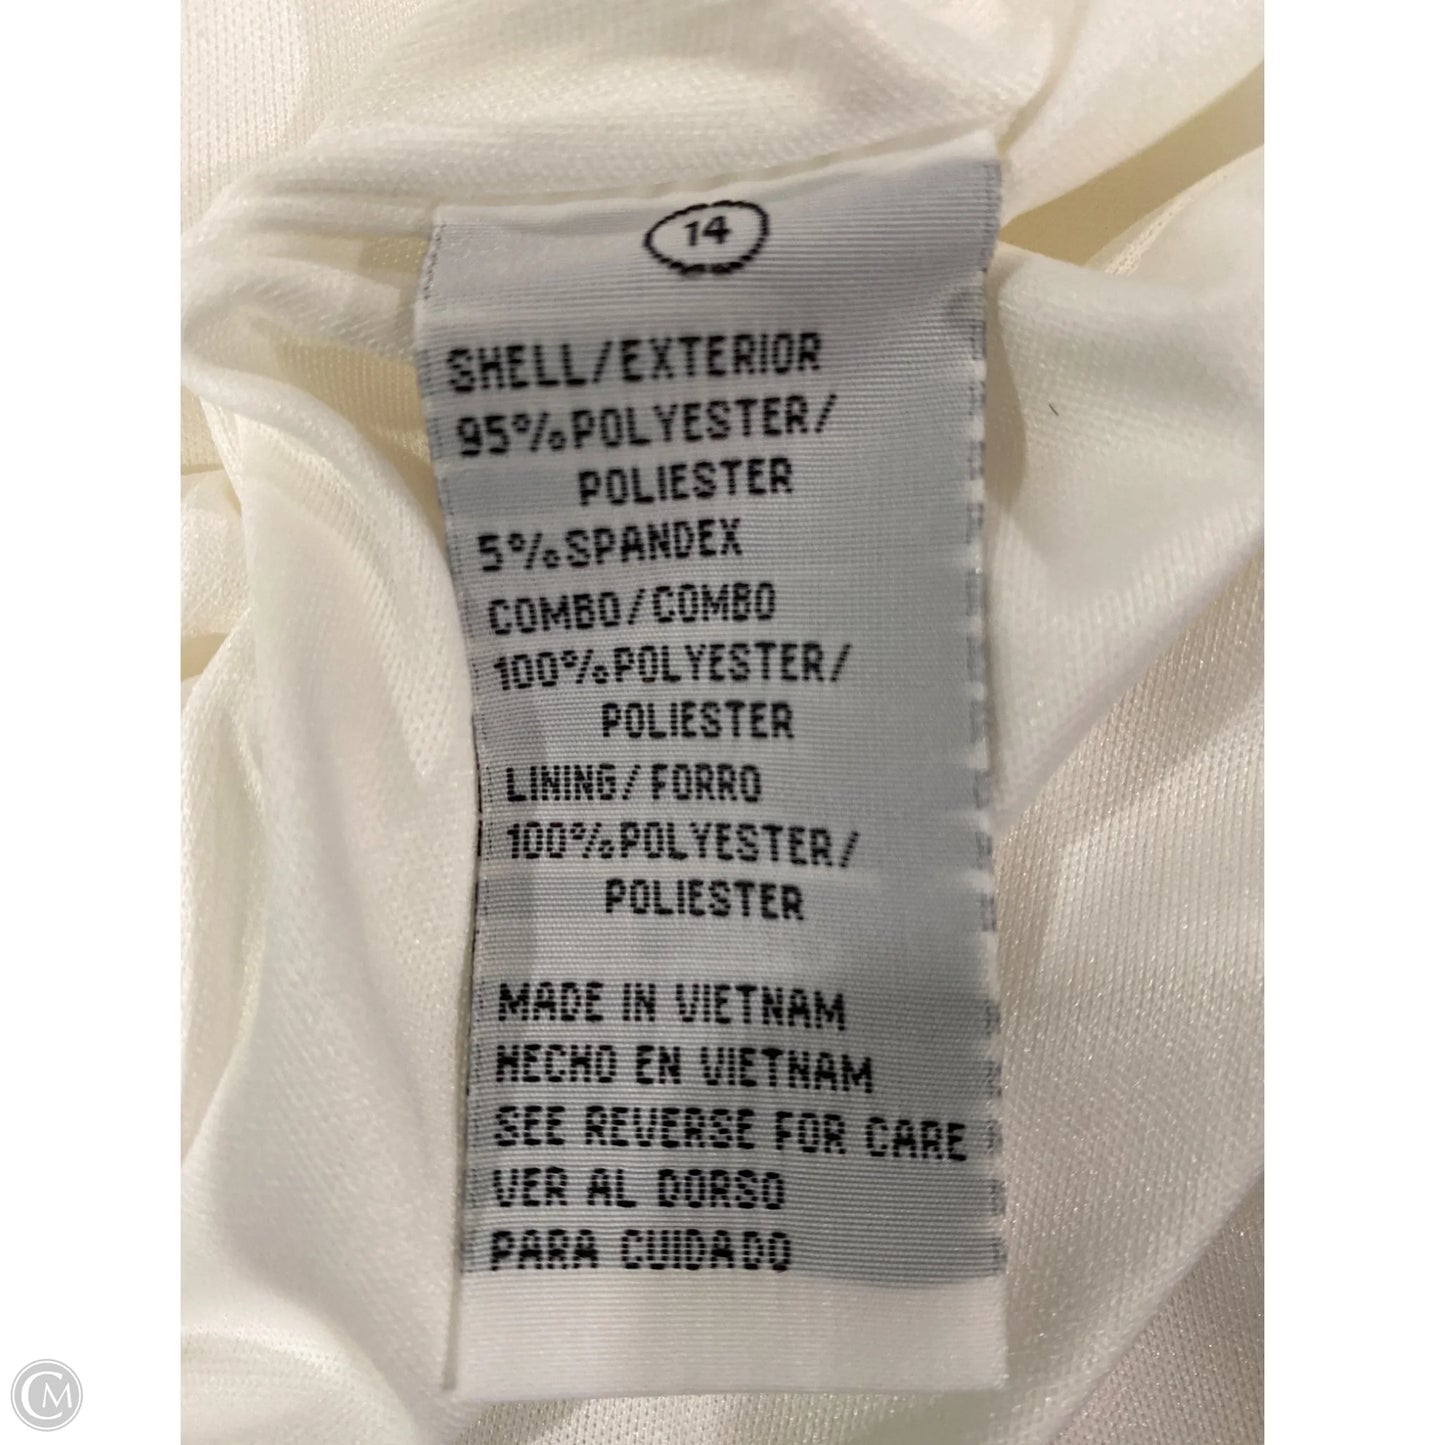 14
SHELL/EXTERIOR
95%POLYESTER/
POLIESTER
5%SPANDEX
COMBO/COMBO
100%POLYESTER/
POLIESTER
LINING/FORRO
100%POLYESTER/
POLIESTER
MADE IN VIETNAM
HECHO EN VIETNAM
SEE REVERSE FOR CARE
VER AL DORSO
PARA CUIDADO
CM